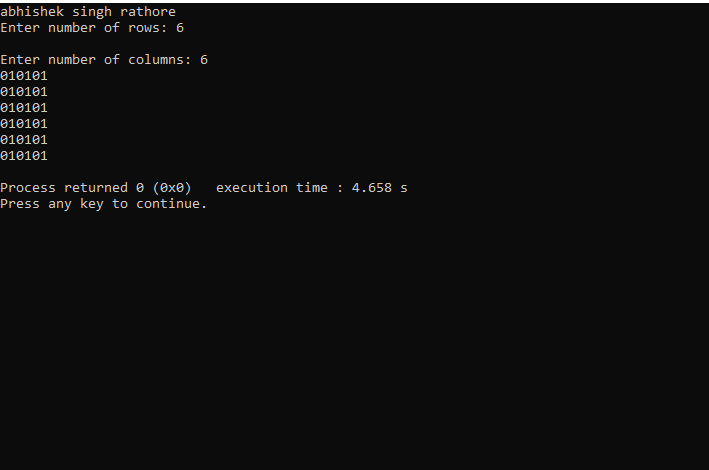 abhishek singh rathore
Enter number of rows: 6
Enter number of columns: 6
010101
010101
010101
010101
010101
010101
Process returned 0 (0x0)   execution time : 4.658 s
Press any key to continue.